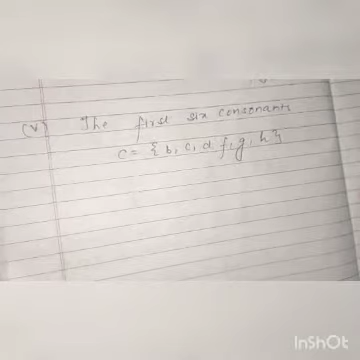 (v) The first six consonants
C = { b, c, d, f, g, h }
InShOt